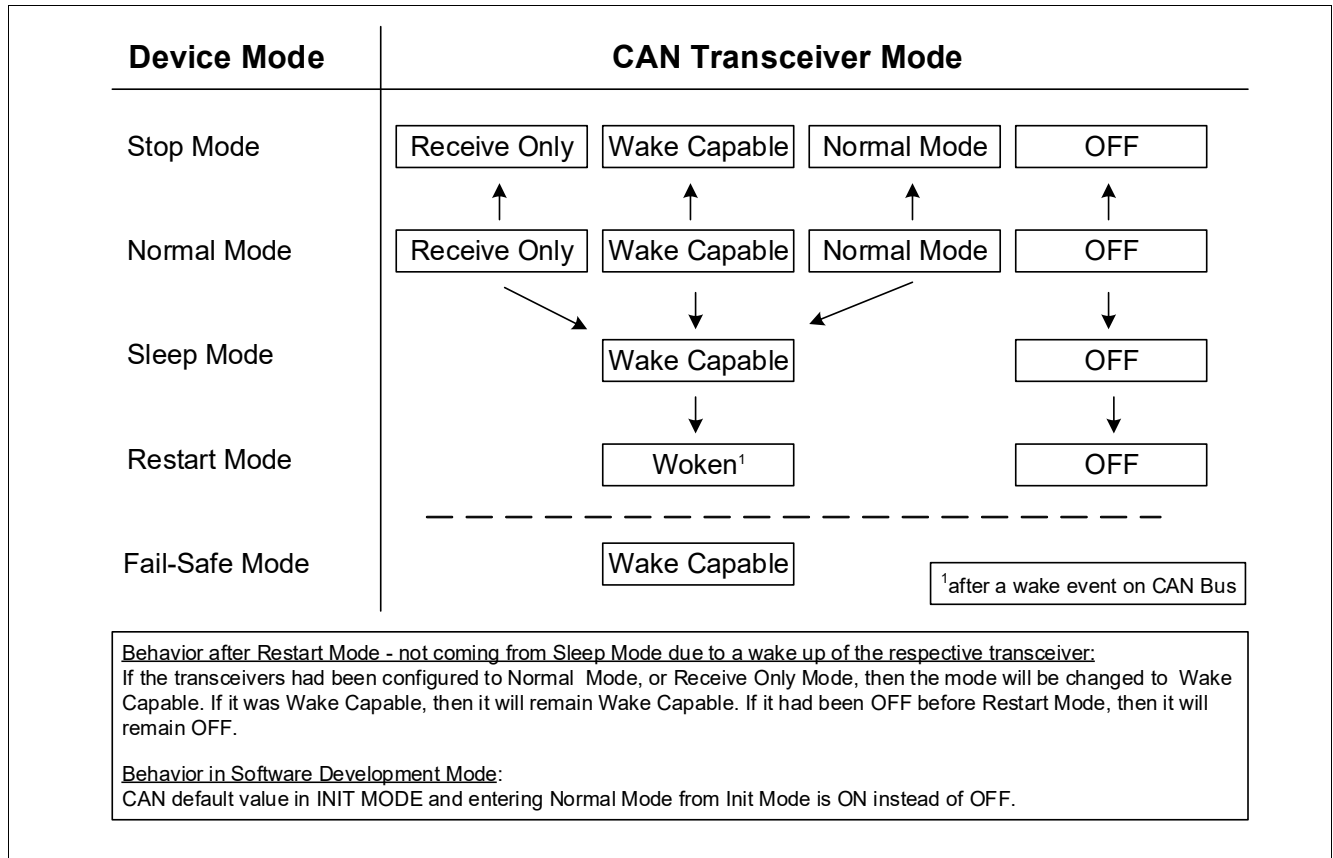 Device Mode CAN Transceiver Mode
Stop Mode Receive Only Wake Capable Normal Mode OFF
Normal Mode Receive Only Wake Capable Normal Mode OFF
Sleep Mode Wake Capable OFF
Restart Mode Woken¹ OFF
Fail-Safe Mode Wake Capable
¹after a wake event on CAN Bus
Behavior after Restart Mode - not coming from Sleep Mode due to a wake up of the respective transceiver:
If the transceivers had been configured to Normal Mode, or Receive Only Mode, then the mode will be changed to Wake
Capable. If it was Wake Capable, then it will remain Wake Capable. If it had been OFF before Restart Mode, then it will
remain OFF.
Behavior in Software Development Mode:
CAN default value in INIT MODE and entering Normal Mode from Init Mode is ON instead of OFF.